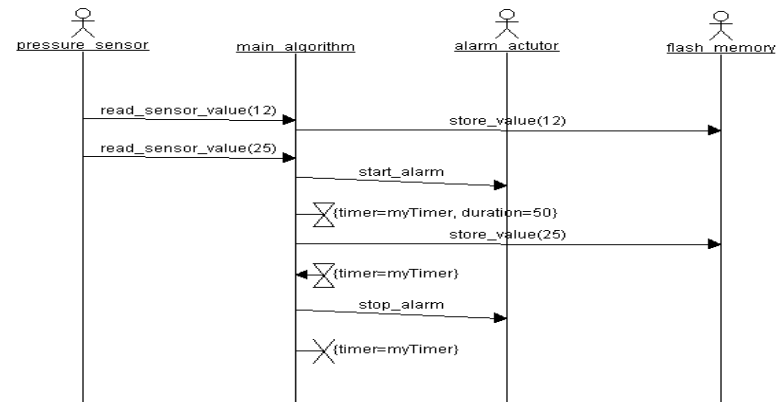 pressure_sensor
main_algorithm
alarm_actutor
flash_memory
read_sensor_value(12)
store_value(12)
read_sensor_value(25)
start_alarm
{timer=myTimer, duration=50}
store_value(25)
{timer=myTimer}
stop_alarm
{timer=myTimer}